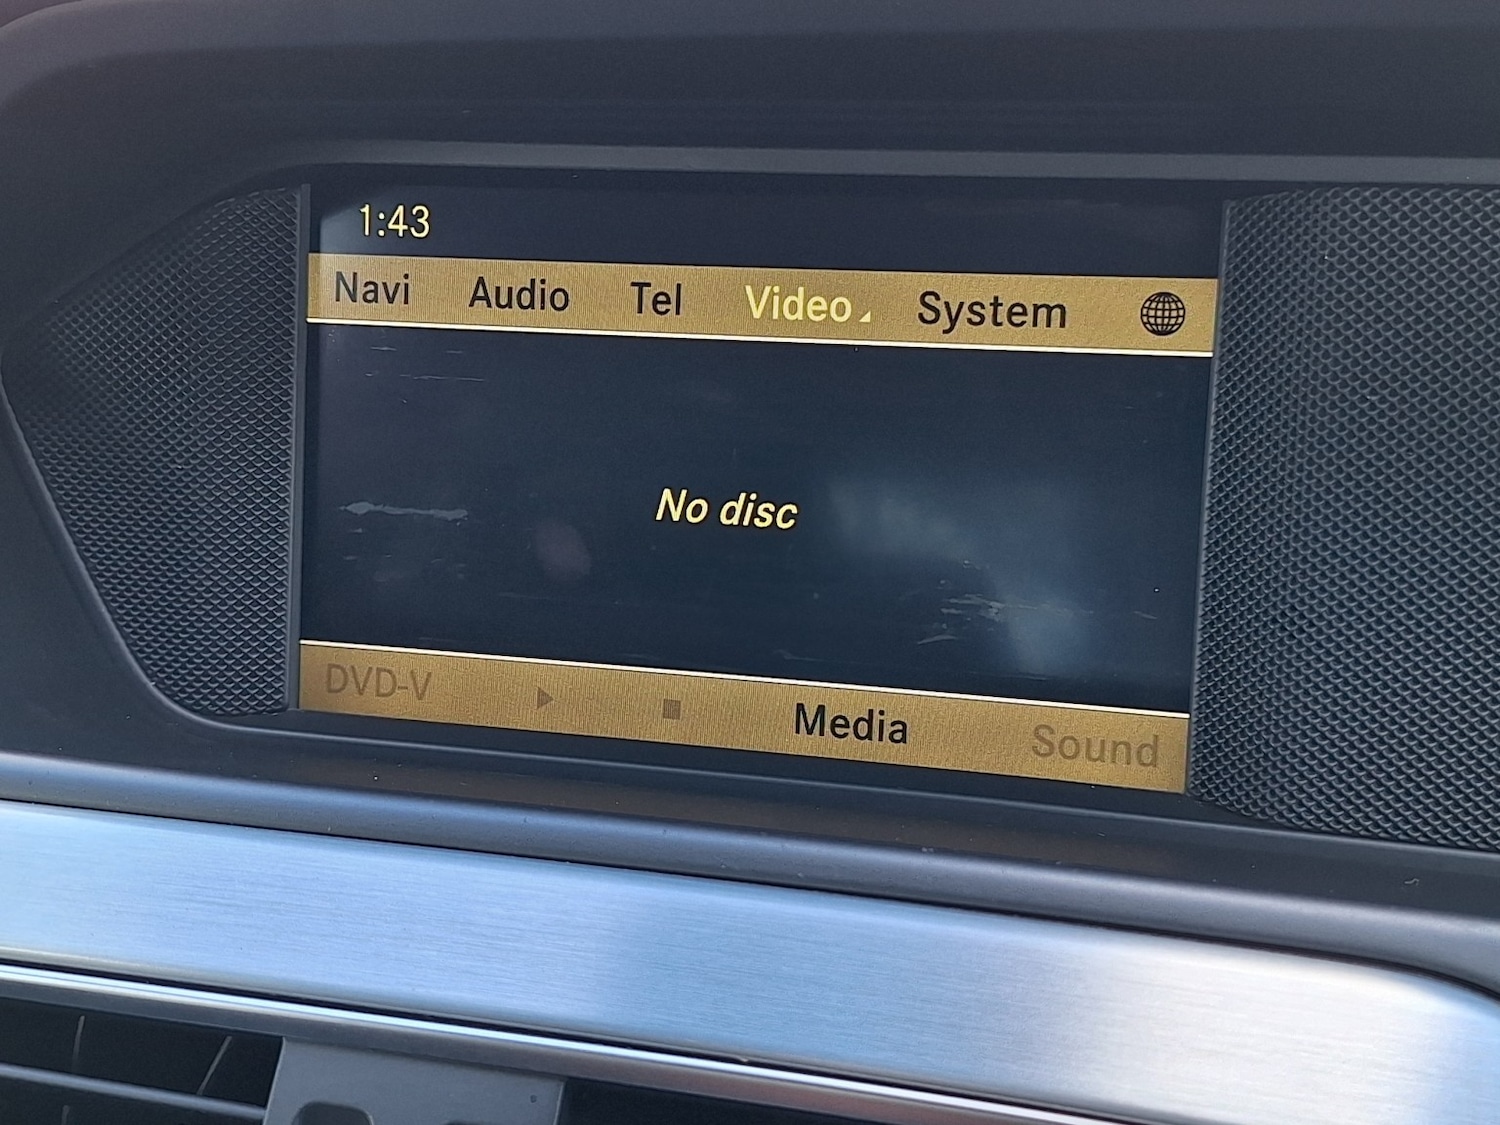 1:43
Navi Audio Tel Video System
No disc
DVD-V Media Sound